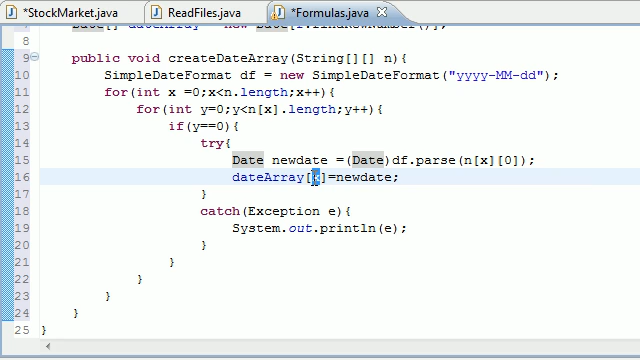 *StockMarket.java ReadFiles.java *Formulas.java
8
9 public void createDateArray(String[][] n){
10 SimpleDateFormat df = new SimpleDateFormat("yyyy-MM-dd");
11 for(int x =0;x<n.length;x++){
12 for(int y=0;y<n[x].length;y++){
13 if(y==0){
14 try{
15 Date newdate =(Date)df.parse(n[x][0]);
16 dateArray[x]=newdate;
17 }
18 catch(Exception e){
19 System.out.println(e);
20 }
21 }
22 }
23 }
24 }
25 }